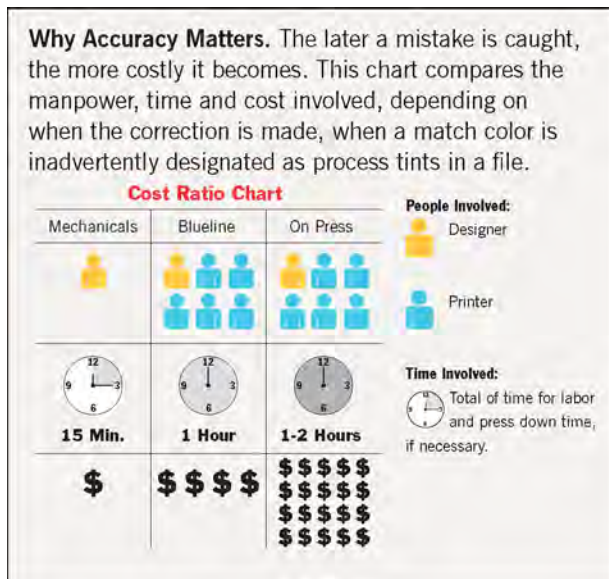 Why Accuracy Matters. The later a mistake is caught,
the more costly it becomes. This chart compares the
manpower, time and cost involved, depending on
when the correction is made, when a match color is
inadvertently designated as process tints in a file.
Cost Ratio Chart
Mechanicals Blueline On Press
12 12 12
9 3 9 3 9 3
6 6 6
15 Min. 1 Hour 1-2 Hours
$ $ $ $ $ $ $ $ $ $
$ $ $ $ $
$ $ $ $ $
$ $ $ $ $
People Involved:
Designer
Printer
Time Involved:
Total of time for labor
and press down time,
if necessary.